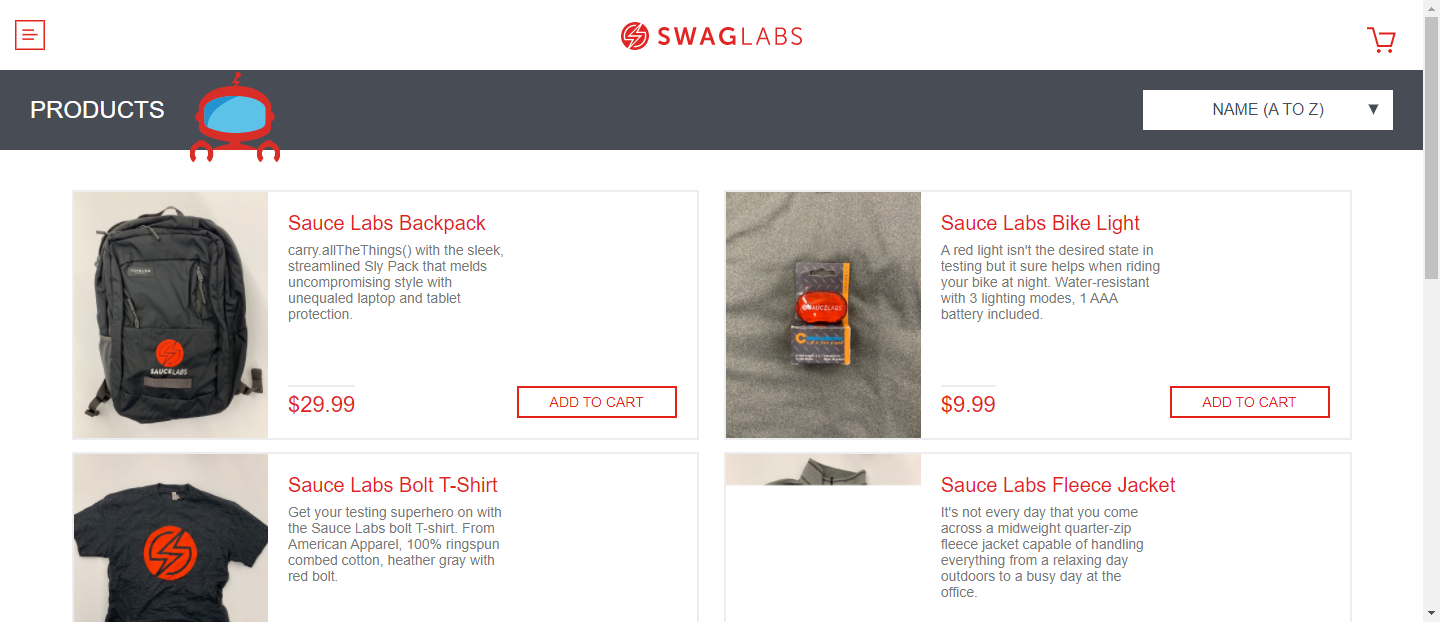 SWAGLABS
PRODUCTS
NAME (A TO Z)
Sauce Labs Backpack
carry.allTheThings() with the sleek,
streamlined Sly Pack that melds
uncompromising style with
unequaled laptop and tablet
protection.
SAUCELABS
$29.99
ADD TO CART
Sauce Labs Bike Light
A red light isn't the desired state in
testing but it sure helps when riding
your bike at night. Water-resistant
with 3 lighting modes, 1 AAA
battery included.
SAUCELABS
$9.99
ADD TO CART
Sauce Labs Bolt T-Shirt
Get your testing superhero on with
the Sauce Labs bolt T-shirt. From
American Apparel, 100% ringspun
combed cotton, heather gray with
red bolt.
Sauce Labs Fleece Jacket
It's not every day that you come
across a midweight quarter-zip
fleece jacket capable of handling
everything from a relaxing day
outdoors to a busy day at the
office.